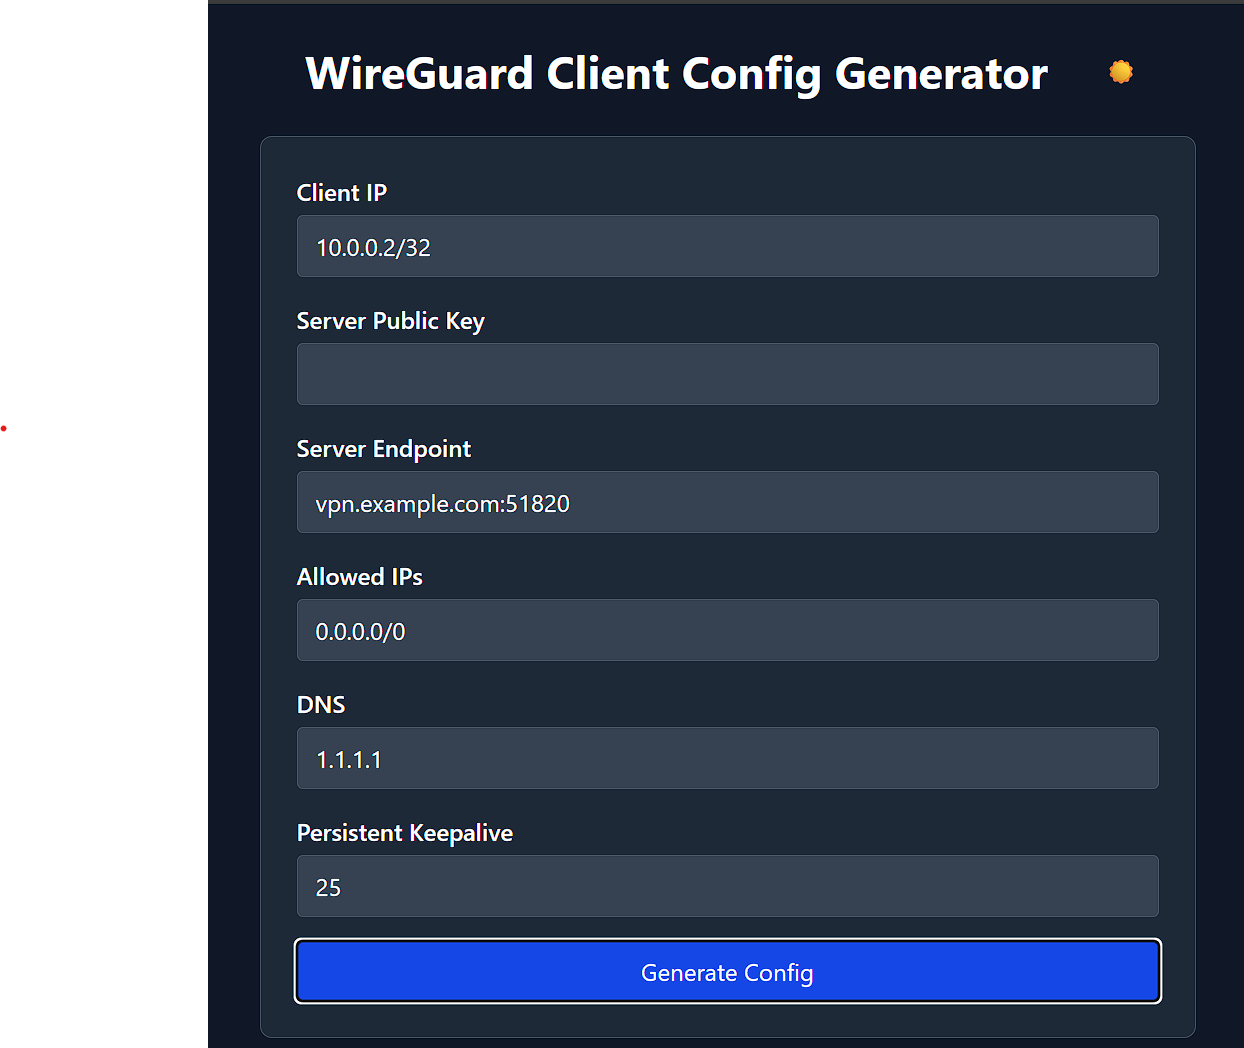 WireGuard Client Config Generator
Client IP
10.0.0.2/32
Server Public Key
Server Endpoint
vpn.example.com:51820
Allowed IPs
0.0.0.0/0
DNS
1.1.1.1
Persistent Keepalive
25
Generate Config